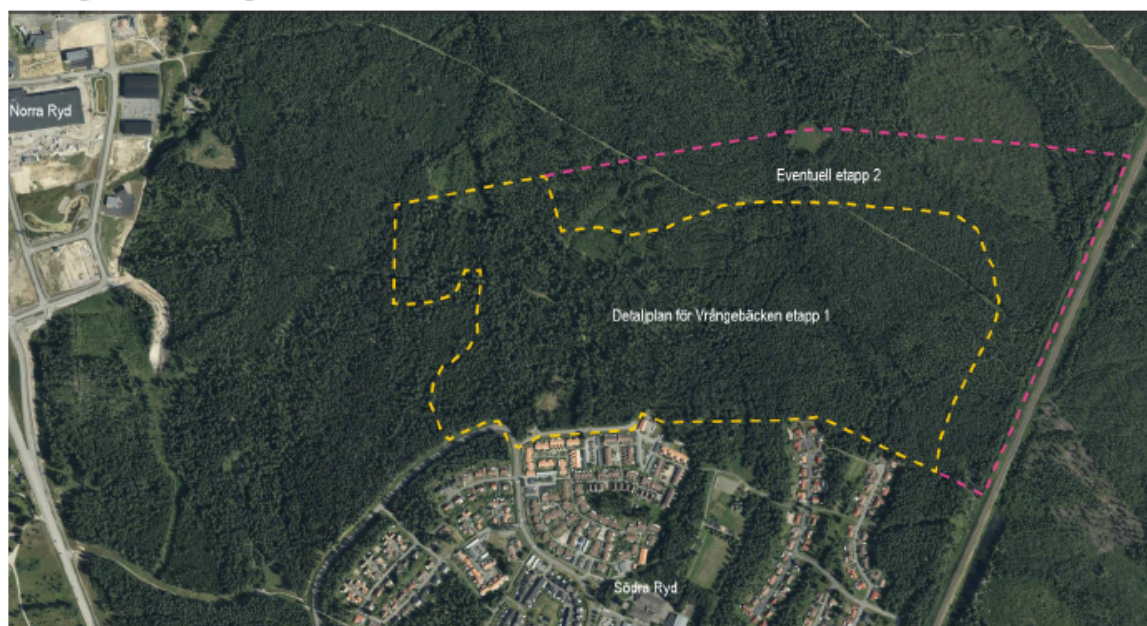 Norra Ryd
Eventuell etapp 2
Detaljplan för Vrångebäcken etapp 1
Södra Ryd